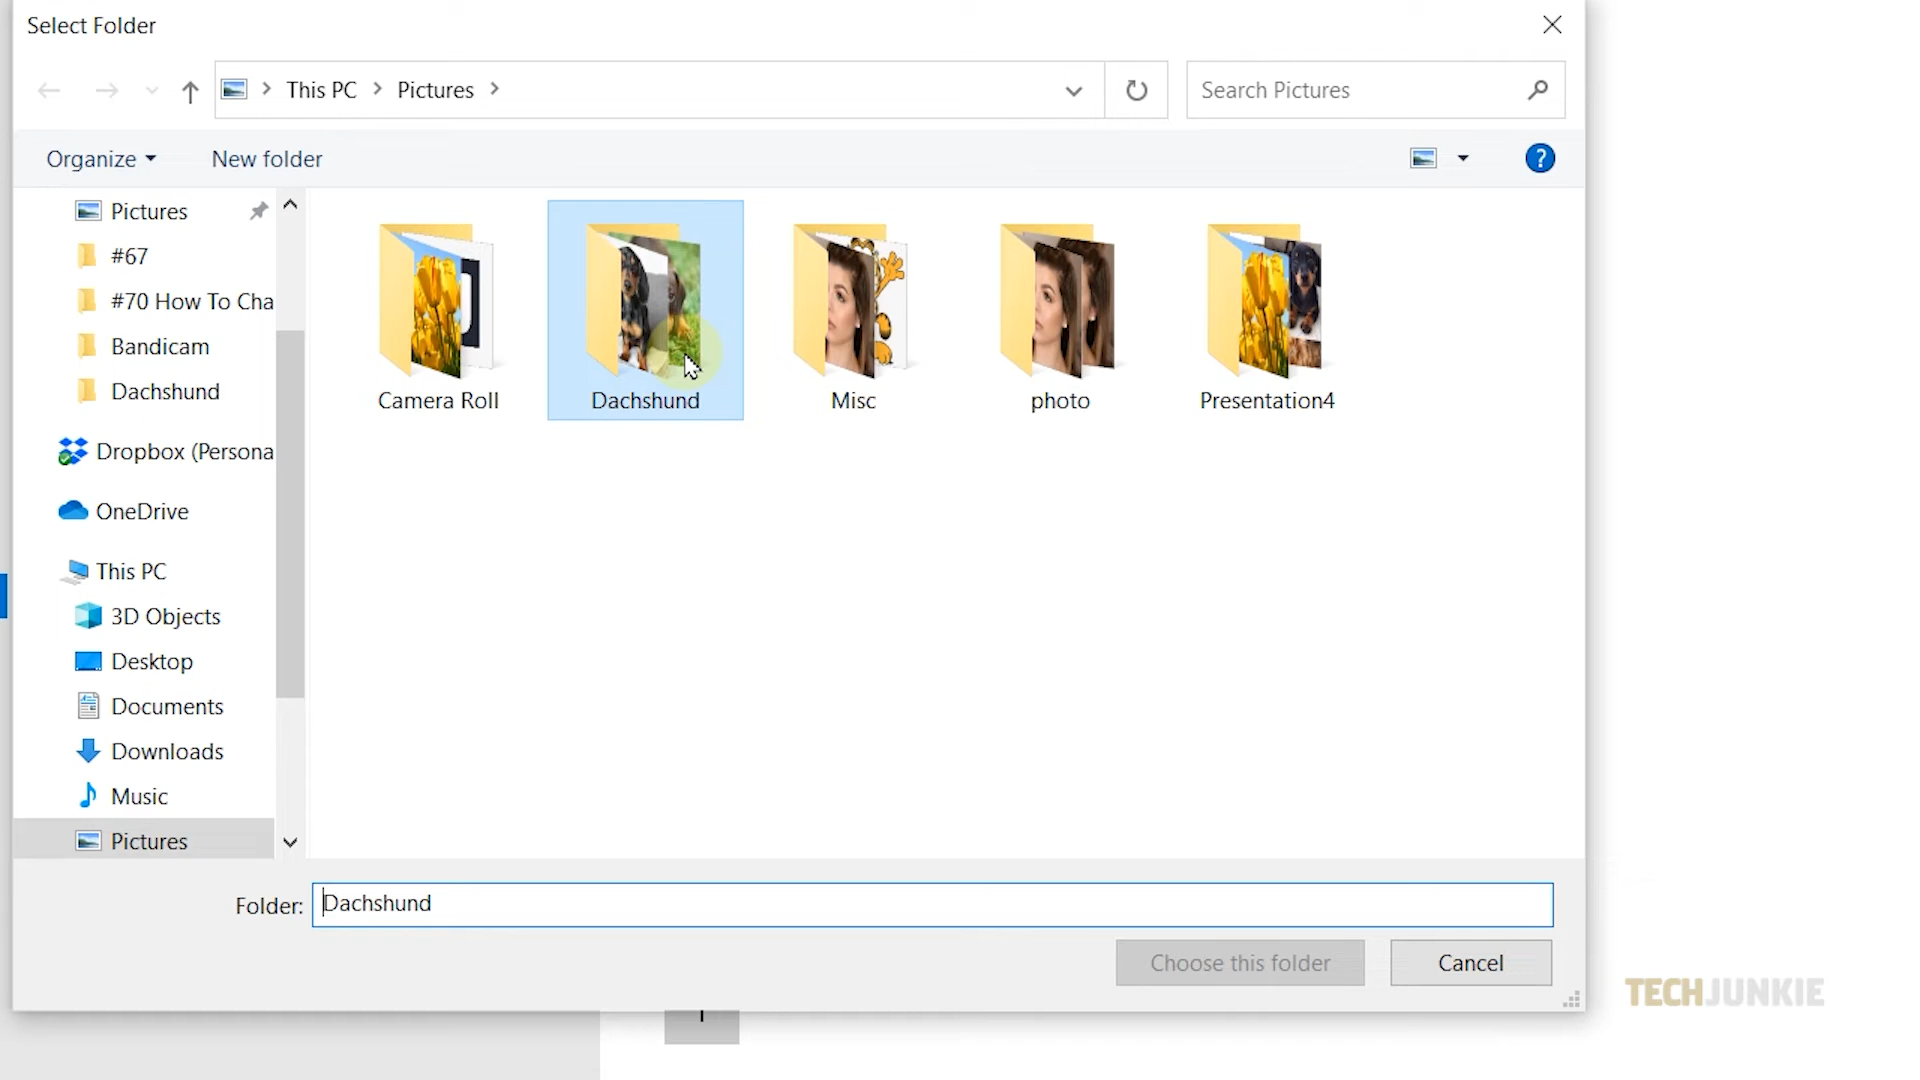 Select Folder
This PC
Pictures
Search Pictures
Organize
New folder
?
Pictures
#67
#70 How To Cha
Bandicam
Dachshund
Dropbox (Persona
OneDrive
This PC
3D Objects
Desktop
Documents
Downloads
Music
Pictures
Camera Roll
Dachshund
Misc
photo
Presentation4
Folder:
Dachshund
Choose this folder
Cancel
TECHJUNKIE